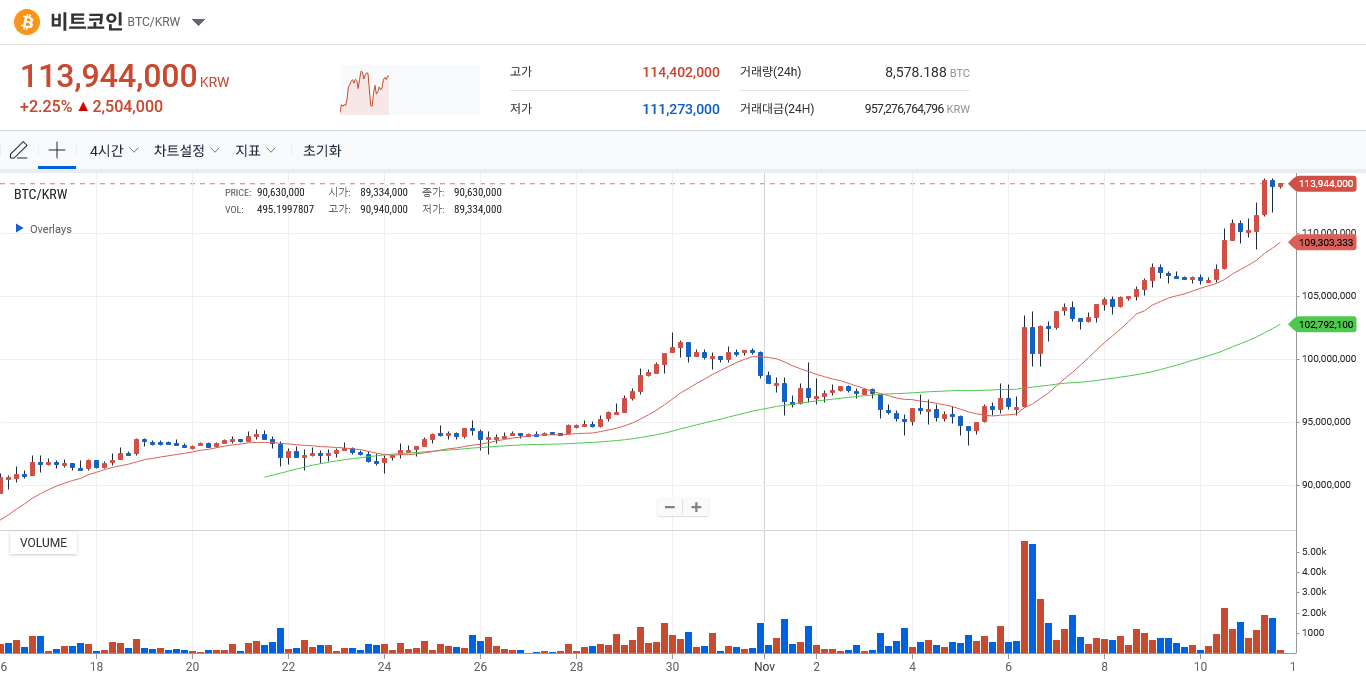 비트코인 BTC/KRW
113,944,000 KRW
+2.25% ▲ 2,504,000
고가 114,402,000
저가 111,273,000
거래량(24h) 8,578.188 BTC
거래대금(24H) 957,276,764,796 KRW
4시간 차트설정 지표 초기화
BTC/KRW
PRICE: 90,630,000 시가: 89,334,000 종가: 90,630,000
VOL: 495.1997807 고가: 90,940,000 저가: 89,334,000
Overlays
113,944,000
110,000,000
109,303,333
105,000,000
102,792,100
100,000,000
95,000,000
90,000,000
VOLUME
5.00k
4.00k
3.00k
2.00k
1000
6 18 20 22 24 26 28 30 Nov 2 4 6 8 10 1